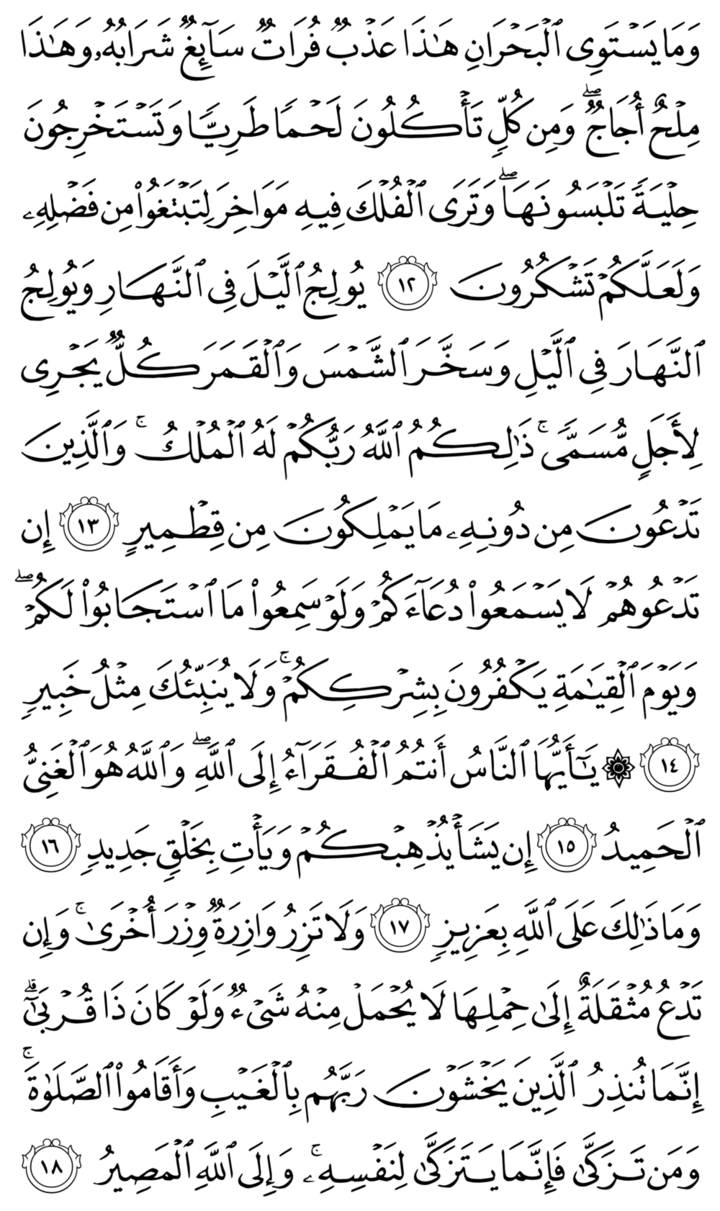 وَمَا يَسْتَوِى ٱلْبَحْرَانِ هَٰذَا عَذْبٌ فُرَاتٌ سَآئِغٌ شَرَابُهُۥ وَهَٰذَا
مِلْحٌ أُجَاجٌ ۖ وَمِن كُلٍّ تَأْكُلُونَ لَحْمًا طَرِيًّا وَتَسْتَخْرِجُونَ
حِلْيَةً تَلْبَسُونَهَا ۖ وَتَرَى ٱلْفُلْكَ فِيهِ مَوَاخِرَ لِتَبْتَغُوا۟ مِن فَضْلِهِۦ
وَلَعَلَّكُمْ تَشْكُرُونَ ١٢ يُولِجُ ٱلَّيْلَ فِى ٱلنَّهَارِ وَيُولِجُ
ٱلنَّهَارَ فِى ٱلَّيْلِ وَسَخَّرَ ٱلشَّمْسَ وَٱلْقَمَرَ كُلٌّ يَجْرِى
لِأَجَلٍ مُّسَمًّى ۚ ذَٰلِكُمُ ٱللَّهُ رَبُّكُمْ لَهُ ٱلْمُلْكُ ۚ وَٱلَّذِينَ
تَدْعُونَ مِن دُونِهِۦ مَا يَمْلِكُونَ مِن قِطْمِيرٍ ١٣ إِن
تَدْعُوهُمْ لَا يَسْمَعُوا۟ دُعَآءَكُمْ وَلَوْ سَمِعُوا۟ مَا ٱسْتَجَابُوا۟ لَكُمْ ۖ
وَيَوْمَ ٱلْقِيَٰمَةِ يَكْفُرُونَ بِشِرْكِكُمْ ۚ وَلَا يُنَبِّئُكَ مِثْلُ خَبِيرٍ
١٤ ۞ يَٰٓأَيُّهَا ٱلنَّاسُ أَنتُمُ ٱلْفُقَرَآءُ إِلَى ٱللَّهِ ۖ وَٱللَّهُ هُوَ ٱلْغَنِىُّ
ٱلْحَمِيدُ ١٥ إِن يَشَأْ يُذْهِبْكُمْ وَيَأْتِ بِخَلْقٍ جَدِيدٍ ١٦
وَمَا ذَٰلِكَ عَلَى ٱللَّهِ بِعَزِيزٍ ١٧ وَلَا تَزِرُ وَازِرَةٌ وِزْرَ أُخْرَىٰ ۚ وَإِن
تَدْعُ مُثْقَلَةٌ إِلَىٰ حِمْلِهَا لَا يُحْمَلْ مِنْهُ شَىْءٌ وَلَوْ كَانَ ذَا قُرْبَىٰٓ ۗ
إِنَّمَا تُنذِرُ ٱلَّذِينَ يَخْشَوْنَ رَبَّهُم بِٱلْغَيْبِ وَأَقَامُوا۟ ٱلصَّلَوٰةَ ۚ
وَمَن تَزَكَّىٰ فَإِنَّمَا يَتَزَكَّىٰ لِنَفْسِهِۦ ۚ وَإِلَى ٱللَّهِ ٱلْمَصِيرُ ١٨